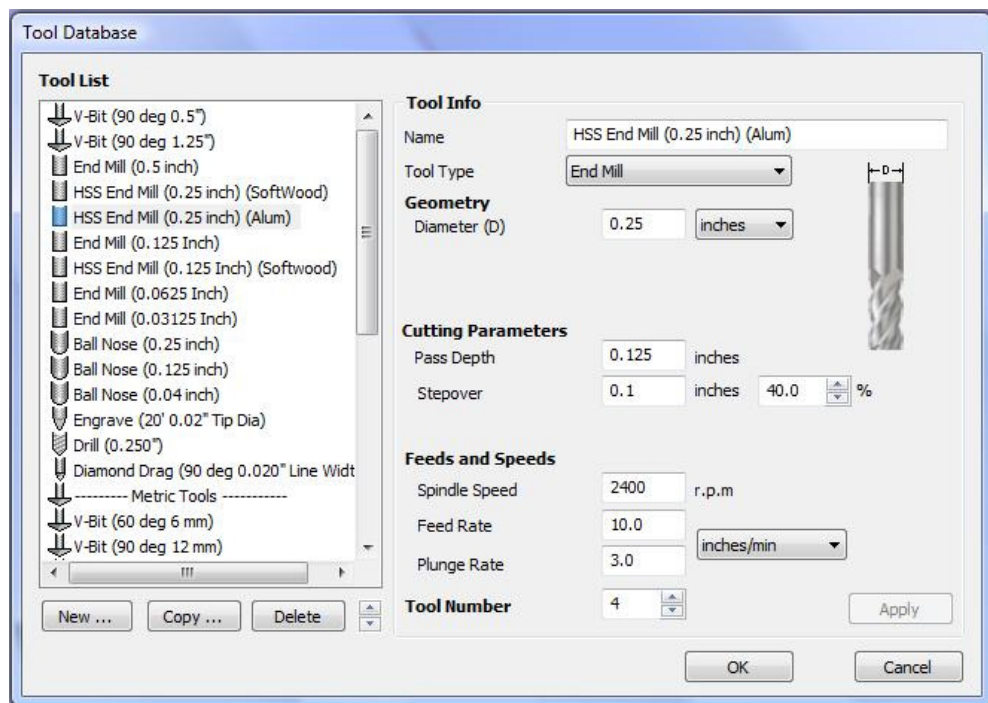 Tool Database
Tool List
V-Bit (90 deg 0.5")
V-Bit (90 deg 1.25")
End Mill (0.5 inch)
HSS End Mill (0.25 inch) (SoftWood)
HSS End Mill (0.25 inch) (Alum)
End Mill (0.125 Inch)
HSS End Mill (0.125 Inch) (Softwood)
End Mill (0.0625 Inch)
End Mill (0.03125 Inch)
Ball Nose (0.25 inch)
Ball Nose (0.125 inch)
Ball Nose (0.04 inch)
Engrave (20' 0.02" Tip Dia)
Drill (0.250")
Diamond Drag (90 deg 0.020" Line Widt
--------- Metric Tools -----------
V-Bit (60 deg 6 mm)
V-Bit (90 deg 12 mm)
New ... Copy ... Delete
Tool Info
Name HSS End Mill (0.25 inch) (Alum)
Tool Type End Mill
D
Geometry
Diameter (D) 0.25 inches
Cutting Parameters
Pass Depth 0.125 inches
Stepover 0.1 inches 40.0 %
Feeds and Speeds
Spindle Speed 2400 r.p.m
Feed Rate 10.0
inches/min
Plunge Rate 3.0
Tool Number 4
Apply
OK Cancel